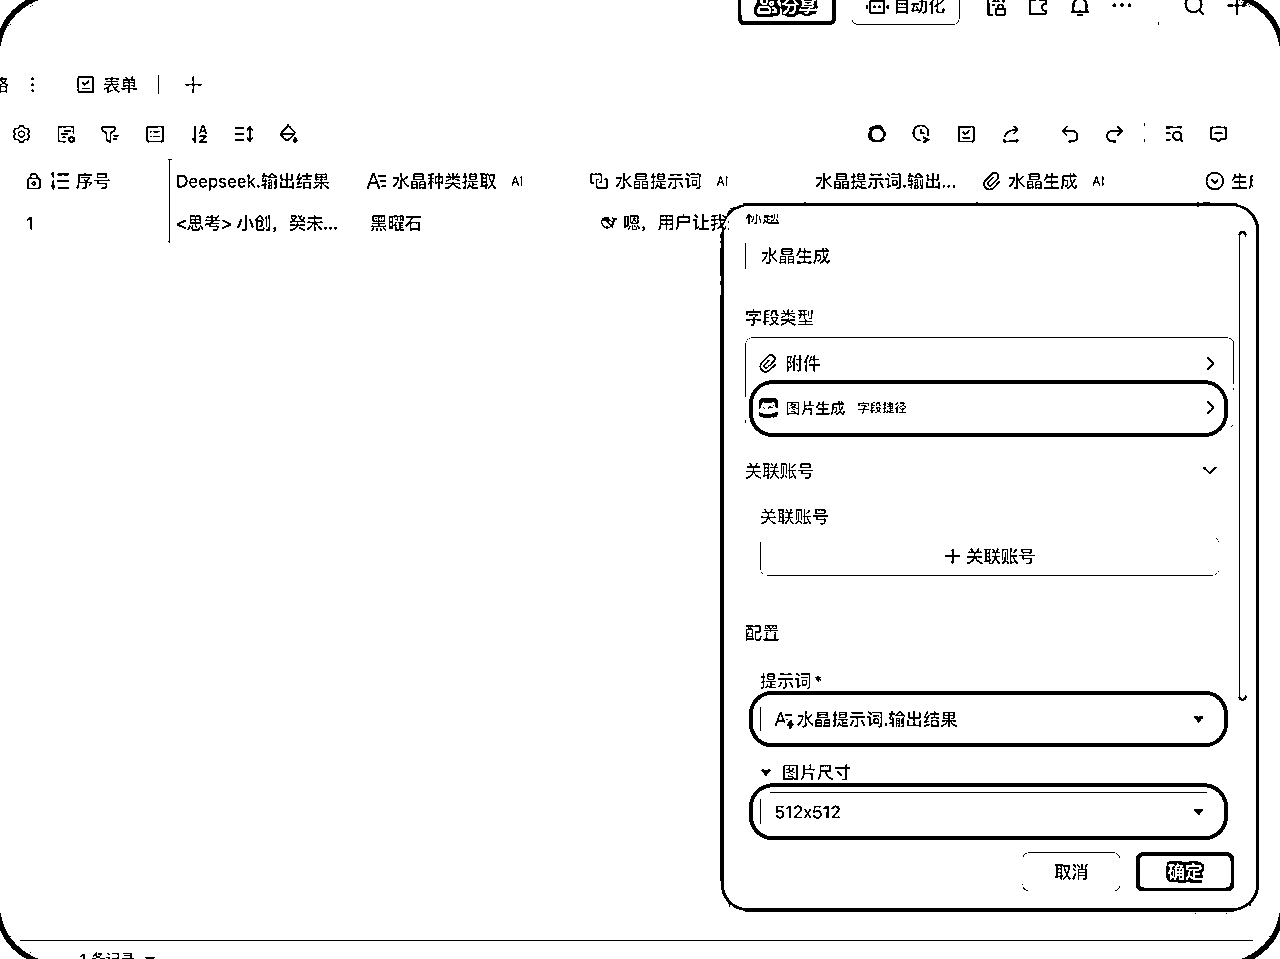 分享 自动化
格 表单
序号 Deepseek.输出结果 水晶种类提取 AI 水晶提示词 AI 水晶提示词.输出... 水晶生成 AI
1 <思考> 小创，癸未... 黑曜石 嗯，用户让我
标题
水晶生成
字段类型
附件
图片生成 字段捷径
关联账号
关联账号
+ 关联账号
配置
提示词 *
水晶提示词.输出结果
图片尺寸
512x512
取消 确定
1 条记录